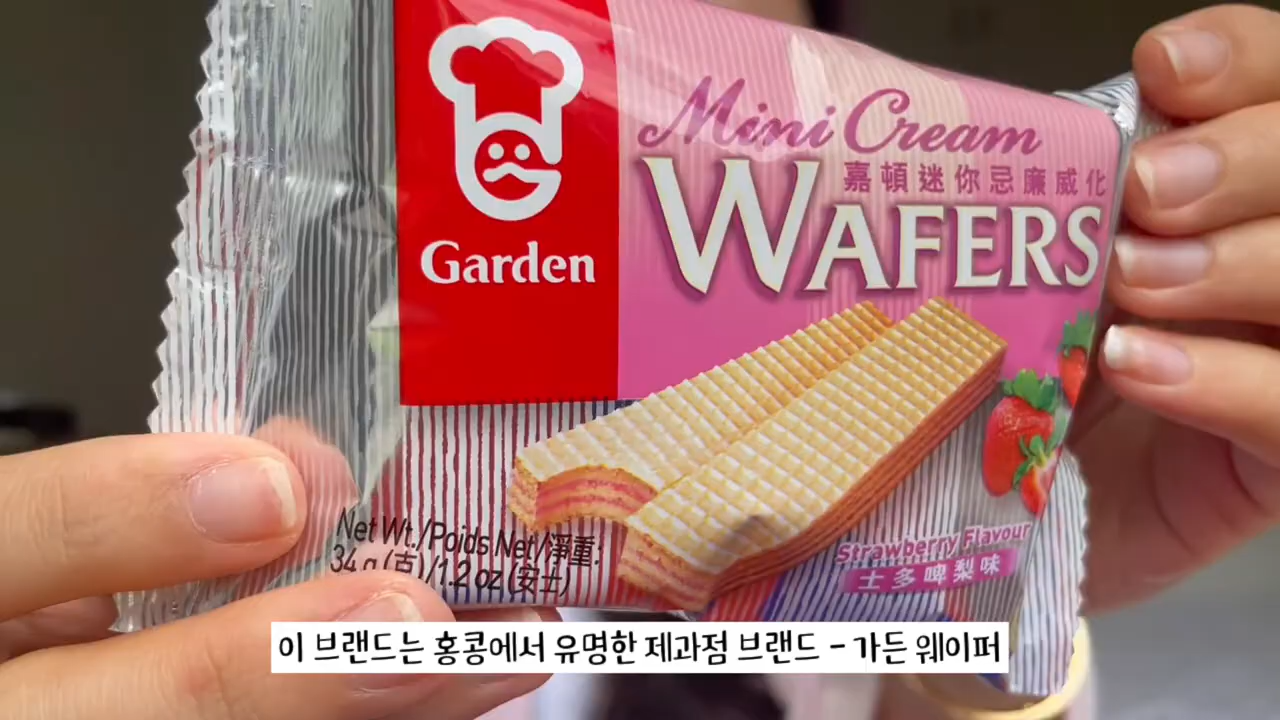 Garden
Mini Cream
嘉頓迷你忌廉威化
WAFERS
Net Wt./Poids Net/淨重:
34 g (克)/1.2 oz (安士)
Strawberry Flavour
士多啤梨味
이 브랜드는 홍콩에서 유명한 제과점 브랜드 - 가든 웨이퍼